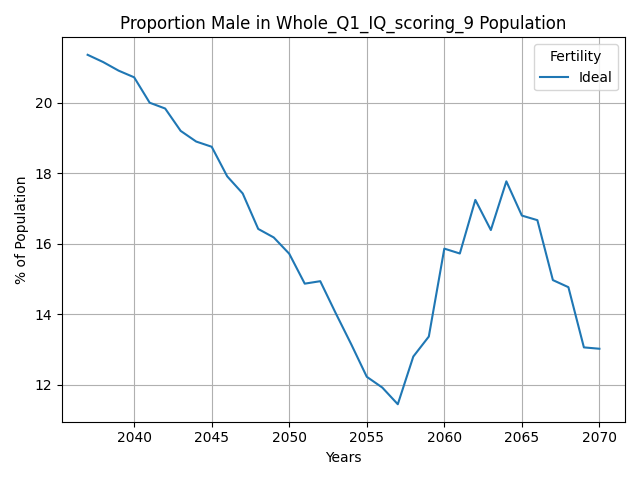 Proportion Male in Whole_Q1_IQ_scoring_9 Population
Fertility
Ideal
% of Population
20
18
16
14
12
2040 2045 2050 2055 2060 2065 2070
Years